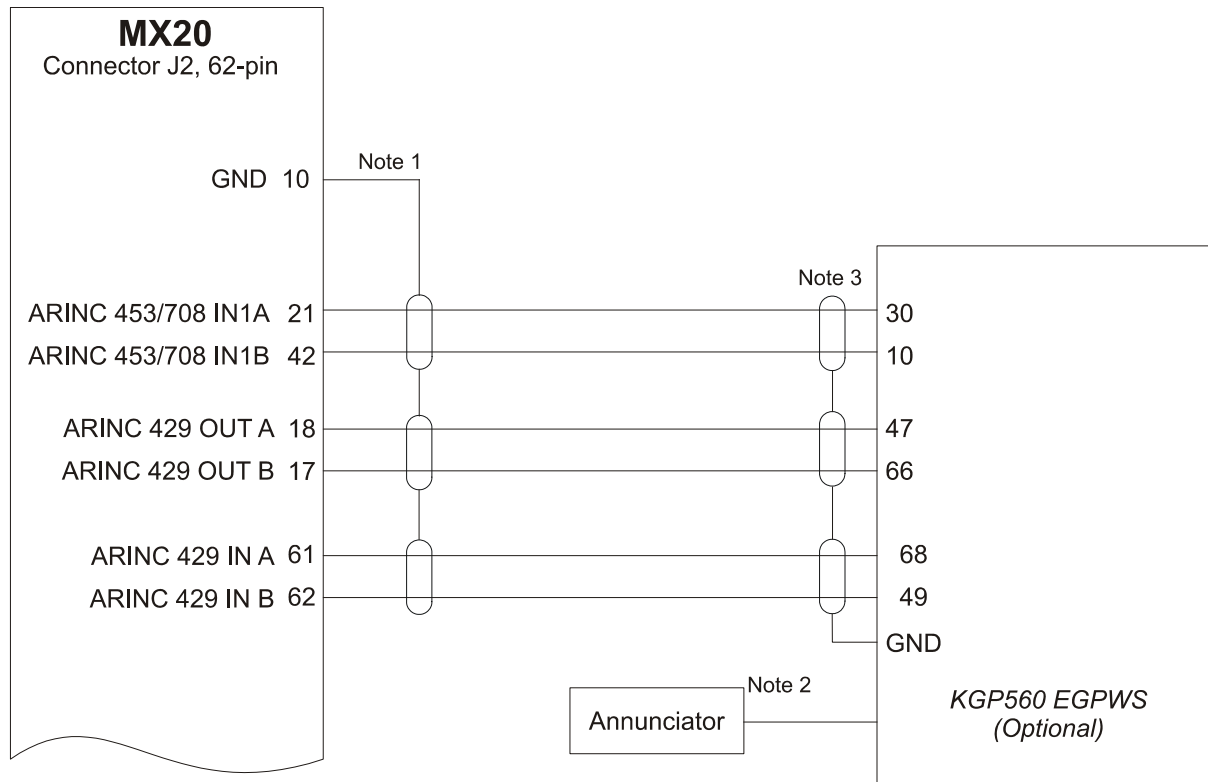 MX20
Connector J2, 62-pin
GND 10
Note 1
Note 3
ARINC 453/708 IN1A 21
30
ARINC 453/708 IN1B 42
10
ARINC 429 OUT A 18
47
ARINC 429 OUT B 17
66
ARINC 429 IN A 61
68
ARINC 429 IN B 62
49
GND
Note 2
Annunciator
KGP560 EGPWS
(Optional)